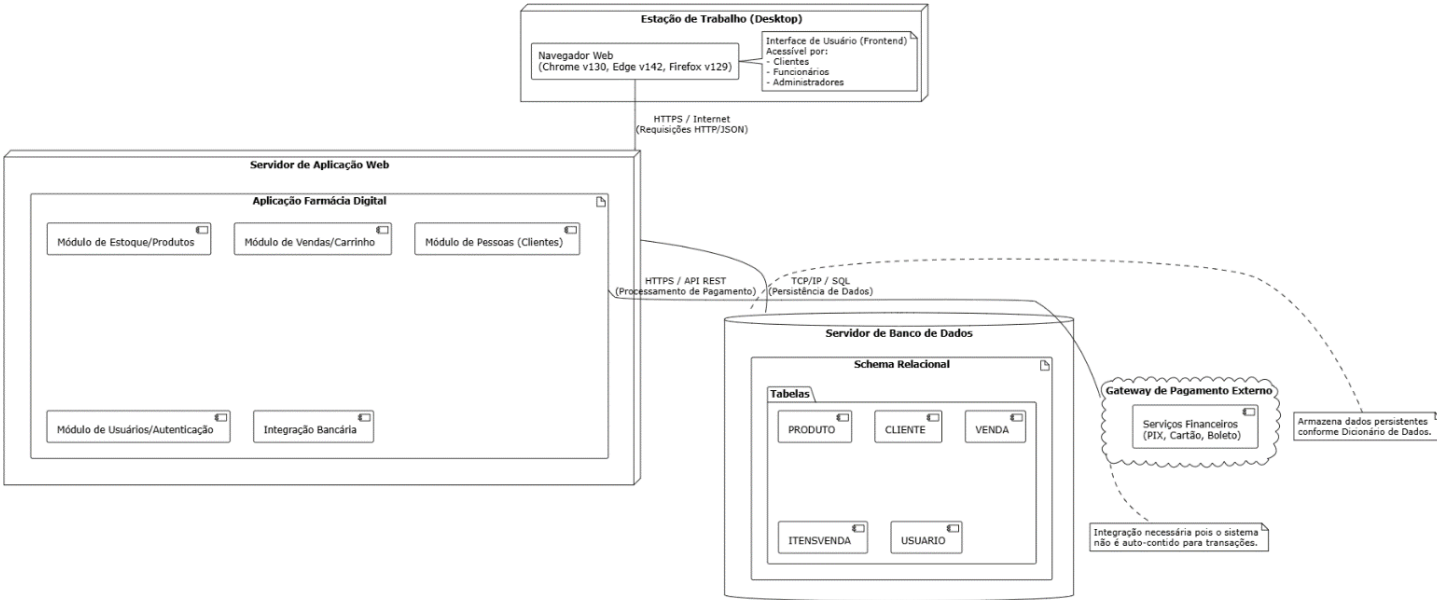 Estação de Trabalho (Desktop)
Navegador Web
(Chrome v130, Edge v142, Firefox v129)
Interface de Usuário (Frontend)
Acessível por:
- Clientes
- Funcionários
- Administradores
HTTPS / Internet
(Requisições HTTP/JSON)
Servidor de Aplicação Web
Aplicação Farmácia Digital
Módulo de Estoque/Produtos
Módulo de Vendas/Carrinho
Módulo de Pessoas (Clientes)
Módulo de Usuários/Autenticação
Integração Bancária
HTTPS / API REST
(Processamento de Pagamento)
TCP/IP / SQL
(Persistência de Dados)
Servidor de Banco de Dados
Schema Relacional
Tabelas
PRODUTO
CLIENTE
VENDA
ITENSVENDA
USUARIO
Gateway de Pagamento Externo
Serviços Financeiros
(PIX, Cartão, Boleto)
Armazena dados persistentes
conforme Dicionário de Dados.
Integração necessária pois o sistema
não é auto-contido para transações.